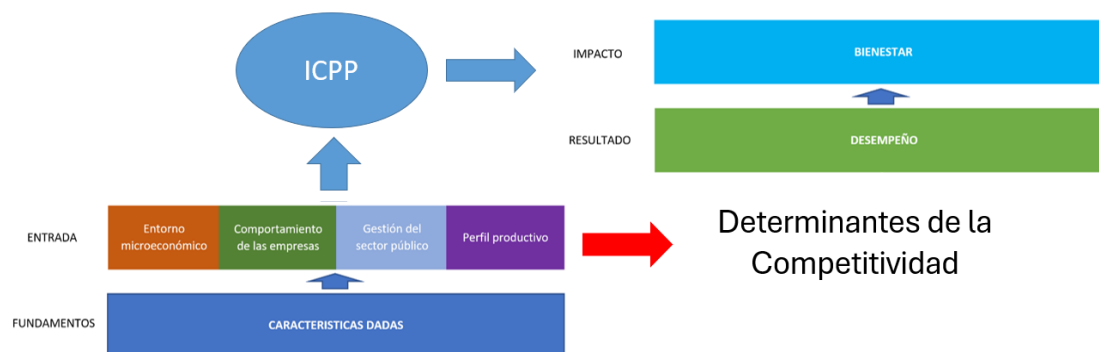 ICPP
IMPACTO
BIENESTAR
RESULTADO
DESEMPEÑO
ENTRADA
Entorno
microeconómico
Comportamiento
de las empresas
Gestión del
sector público
Perfil productivo
Determinantes de la
Competitividad
FUNDAMENTOS
CARACTERISTICAS DADAS